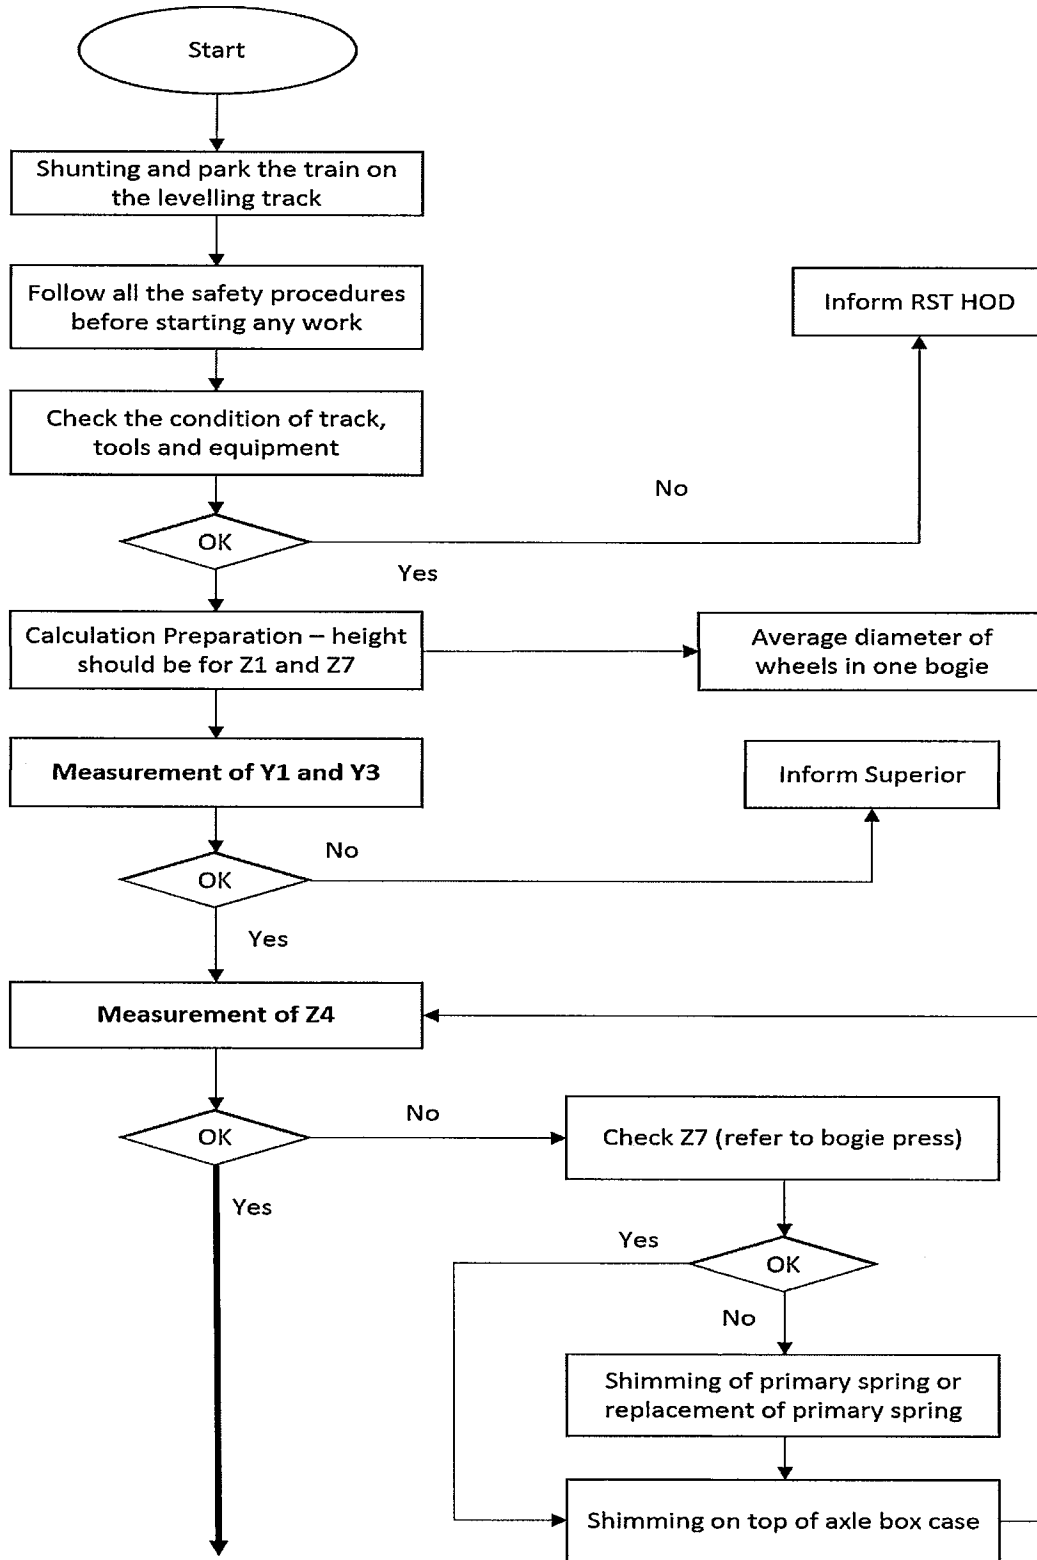 Start
Shunting and park the train on
the levelling track
Follow all the safety procedures
before starting any work
Inform RST HOD
Check the condition of track,
tools and equipment
No
OK
Yes
Calculation Preparation – height
should be for Z1 and Z7
Average diameter of
wheels in one bogie
Measurement of Y1 and Y3
Inform Superior
No
OK
Yes
Measurement of Z4
No
OK
Check Z7 (refer to bogie press)
Yes
Yes
OK
No
Shimming of primary spring or
replacement of primary spring
Shimming on top of axle box case